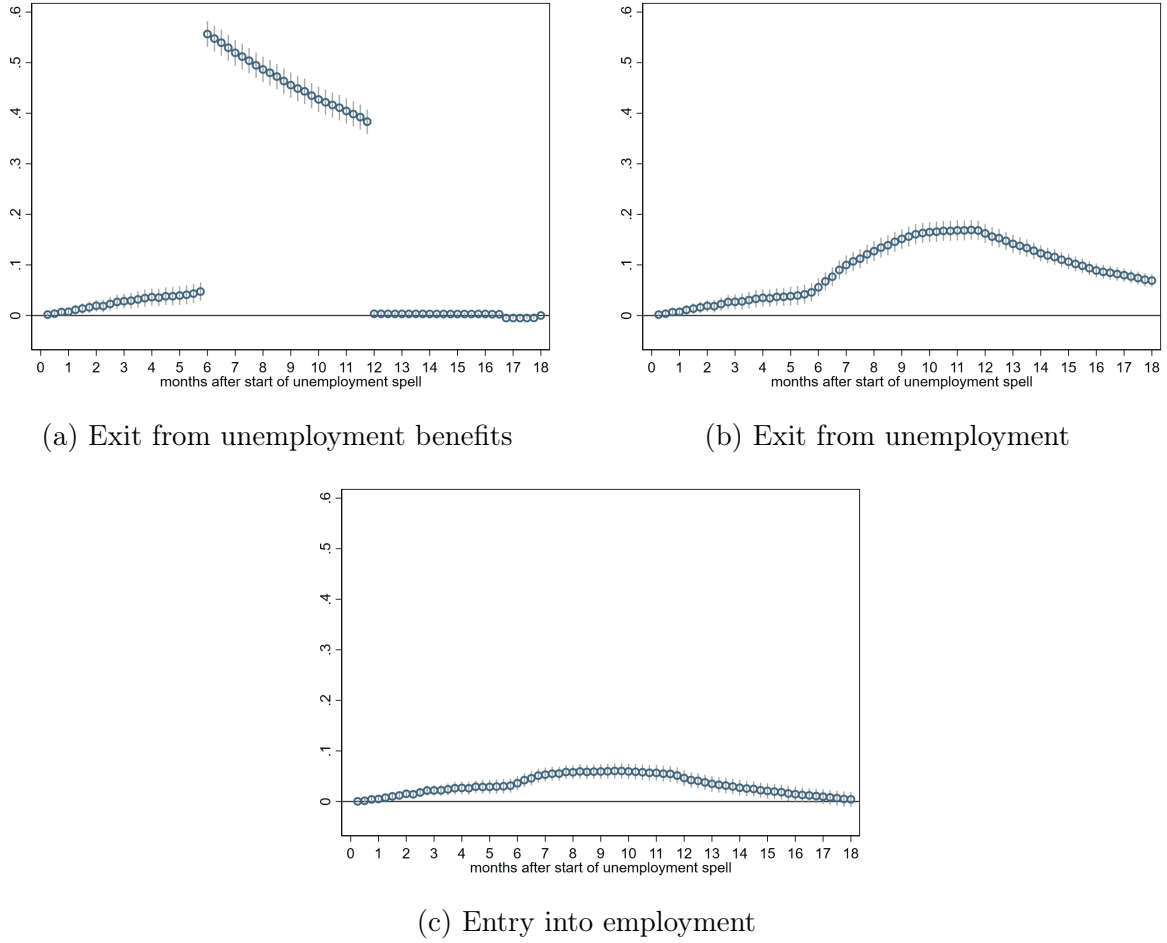 .6
.5
.4
.3
.2
.1
0
0 1 2 3 4 5 6 7 8 9 10 11 12 13 14 15 16 17 18
months after start of unemployment spell
(a) Exit from unemployment benefits
.6
.5
.4
.3
.2
.1
0
0 1 2 3 4 5 6 7 8 9 10 11 12 13 14 15 16 17 18
months after start of unemployment spell
(b) Exit from unemployment
.6
.5
.4
.3
.2
.1
0
0 1 2 3 4 5 6 7 8 9 10 11 12 13 14 15 16 17 18
months after start of unemployment spell
(c) Entry into employment